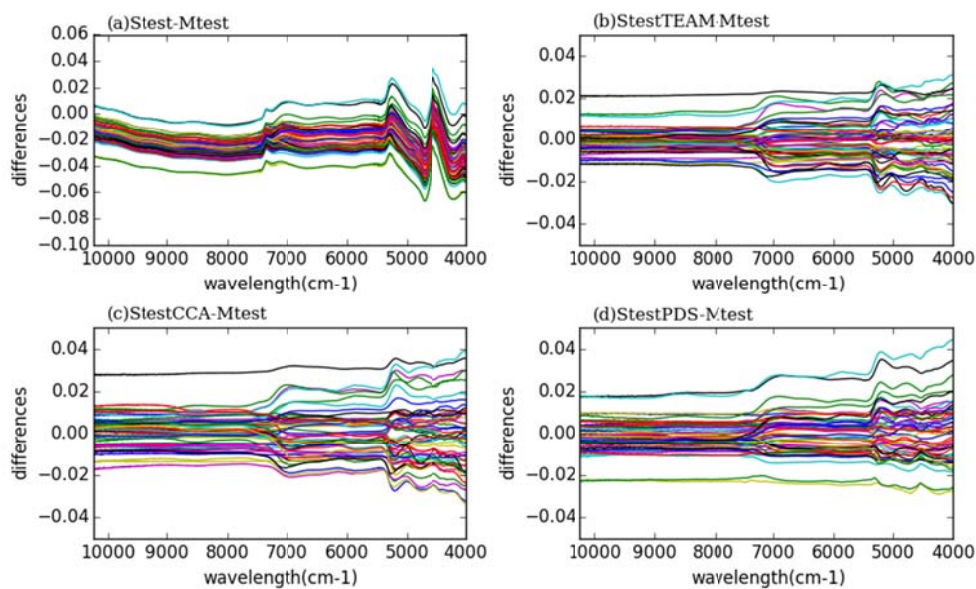 (a)Stest-Mtest
0.06
0.04
0.02
0.00
−0.02
−0.04
−0.06
−0.08
−0.10
differences
10000 9000 8000 7000 6000 5000 4000
wavelength(cm-1)
(b)StestTEAM-Mtest
0.04
0.02
0.00
−0.02
−0.04
differences
10000 9000 8000 7000 6000 5000 4000
wavelength(cm-1)
(c)StestCCA-Mtest
0.04
0.02
0.00
−0.02
−0.04
differences
10000 9000 8000 7000 6000 5000 4000
wavelength(cm-1)
(d)StestPDS-Mtest
0.04
0.02
0.00
−0.02
−0.04
differences
10000 9000 8000 7000 6000 5000 4000
wavelength(cm-1)